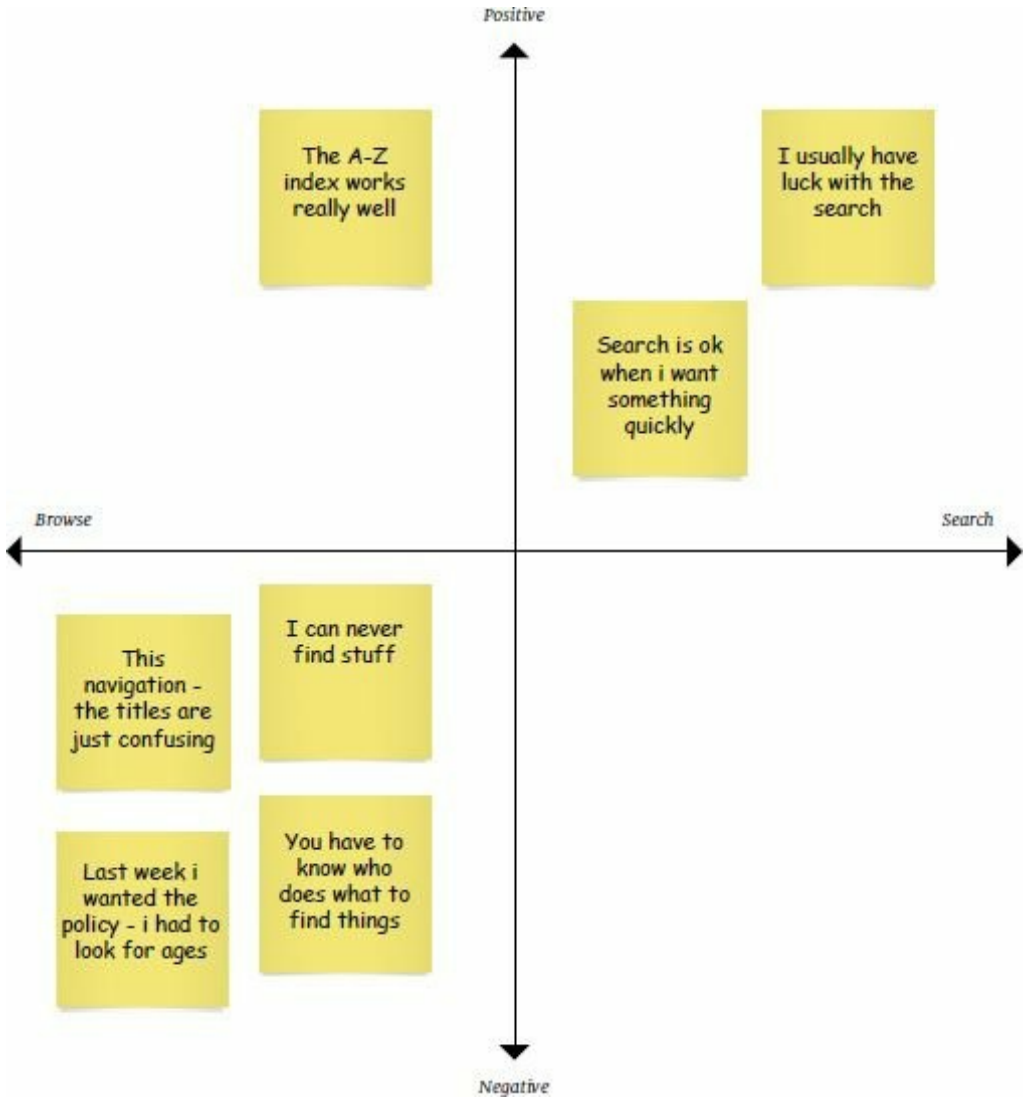 Positive
The A-Z
index works
really well
I usually have
luck with the
search
Search is ok
when i want
something
quickly
Browse
Search
This
navigation -
the titles are
just confusing
I can never
find stuff
Last week i
wanted the
policy - i had to
look for ages
You have to
know who
does what to
find things
Negative